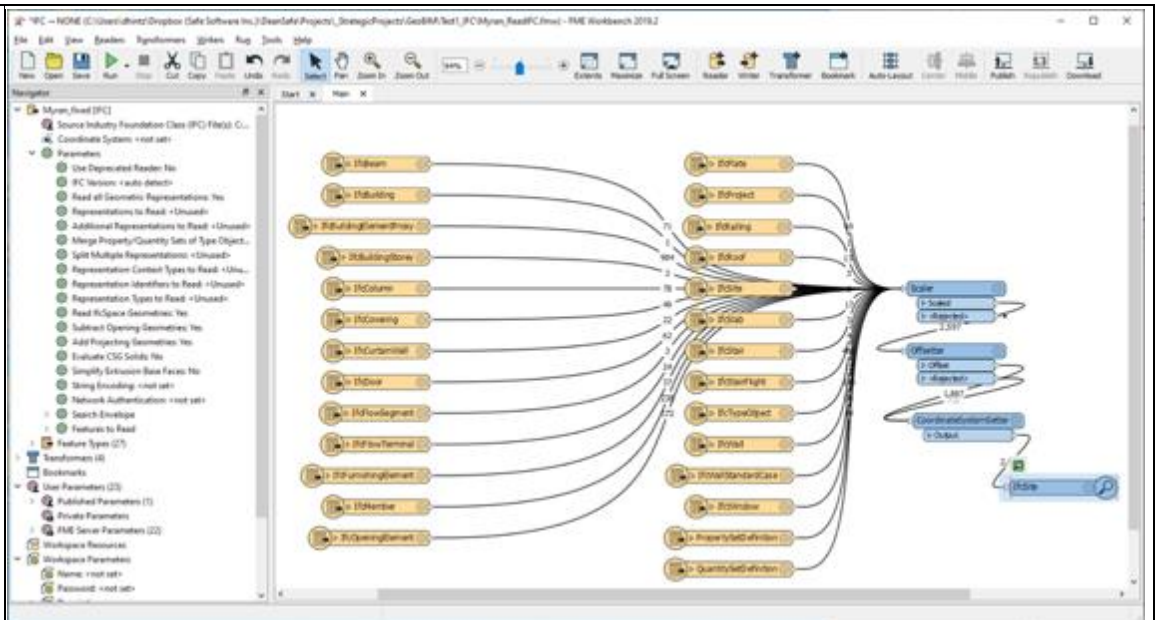 *IFC — NONE (C:\Users\dhintz\Dropbox (Safe Software Inc.)\DeanSafe\Projects\_StrategicProjects\GeoBIM\Test1_IFC\Myran_ReadIFC.fmw) - FME Workbench 2019.2
File Edit View Readers Transformers Writers Run Tools Help
New Open Save Run Stop Cut Copy Paste Undo Redo Select Pan Zoom In Zoom Out Extents Maximize Full Screen Reader Writer Transformer Bookmark Auto-Layout Center Publish Republish Download
Navigator
Start Main
Myran_fixed [IFC]
Source Industry Foundation Class (IFC) File(s): C...
Coordinate System: <not set>
Parameters
Use Deprecated Reader: No
IFC Version: <auto detect>
Read all Geometric Representations: Yes
Representations to Read: <Unused>
Additional Representations to Read: <Unused>
Merge Property/Quantity Sets of Type Object...
Split Multiple Representations: <Unused>
Representation Context Types to Read: <Unu...
Representation Identifiers to Read: <Unused>
Representation Types to Read: <Unused>
Read IfcSpace Geometries: Yes
Subtract Opening Geometries: Yes
Add Projecting Geometries: Yes
Evaluate CSG Solids: No
Simplify Extrusion Base Faces: No
String Encoding: <not set>
Network Authentication: <not set>
Search Envelope
Features to Read
Feature Types (27)
Transformers (4)
Bookmarks
User Parameters (23)
Published Parameters (1)
Private Parameters
FME Server Parameters (22)
Workspace Resources
Workspace Parameters
Name: <not set>
Password: <not set>
IfcBeam
IfcBuilding
IfcBuildingElementProxy
IfcBuildingStorey
IfcColumn
IfcCovering
IfcCurtainWall
IfcDoor
IfcFlowSegment
IfcFlowTerminal
IfcFurnishingElement
IfcMember
IfcOpeningElement
IfcPlate
IfcProject
IfcRailing
IfcRoof
IfcSite
IfcSlab
IfcStair
IfcStairFlight
IfcTypeObject
IfcWall
IfcWallStandardCase
IfcWindow
PropertySetDefinition
QuantitySetDefinition
Scaler
Scaled
<Rejected>
Offsetter
Offset
<Rejected>
CoordinateSystemSetter
Output
IfcSite